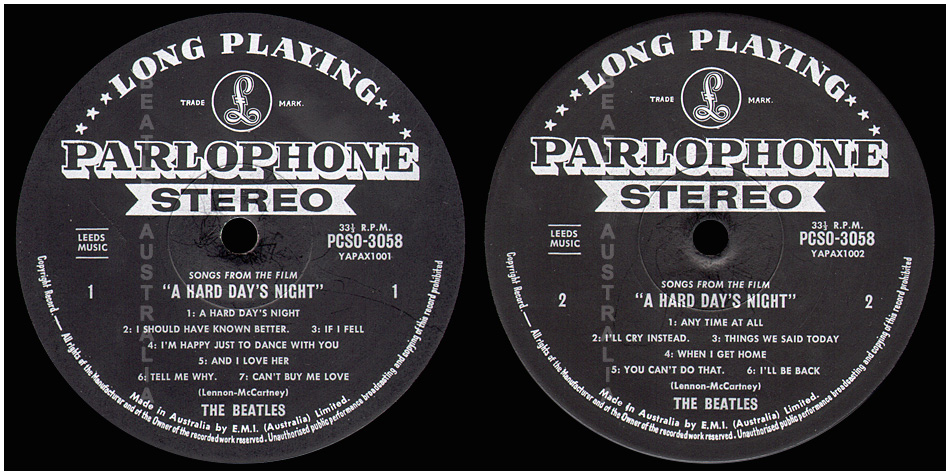 LONG PLAYING
TRADE MARK.
£
PARLOPHONE
STEREO
LEEDS MUSIC
33⅓ R.P.M.
PCSO-3058
YAPAX1001
SONGS FROM THE FILM
1 "A HARD DAY'S NIGHT" 1
1: A HARD DAY'S NIGHT
2: I SHOULD HAVE KNOWN BETTER. 3: IF I FELL
4: I'M HAPPY JUST TO DANCE WITH YOU
5: AND I LOVE HER
6: TELL ME WHY. 7: CAN'T BUY ME LOVE
(Lennon-McCartney)
THE BEATLES
Made in Australia by E.M.I. (Australia) Limited.
Copyright Record.— All rights of the Manufacturer and of the Owner of the recorded work reserved. Unauthorised public performance broadcasting and copying of this record prohibited
BEATLES AUSTRALIA
LONG PLAYING
TRADE MARK.
£
PARLOPHONE
STEREO
LEEDS MUSIC
33⅓ R.P.M.
PCSO-3058
YAPAX1002
SONGS FROM THE FILM
2 "A HARD DAY'S NIGHT" 2
1: ANY TIME AT ALL
2: I'LL CRY INSTEAD. 3: THINGS WE SAID TODAY
4: WHEN I GET HOME
5: YOU CAN'T DO THAT. 6: I'LL BE BACK
(Lennon-McCartney)
THE BEATLES
Made in Australia by E.M.I. (Australia) Limited.
Copyright Record.— All rights of the Manufacturer and of the Owner of the recorded work reserved. Unauthorised public performance broadcasting and copying of this record prohibited
BEATLES AUSTRALIA